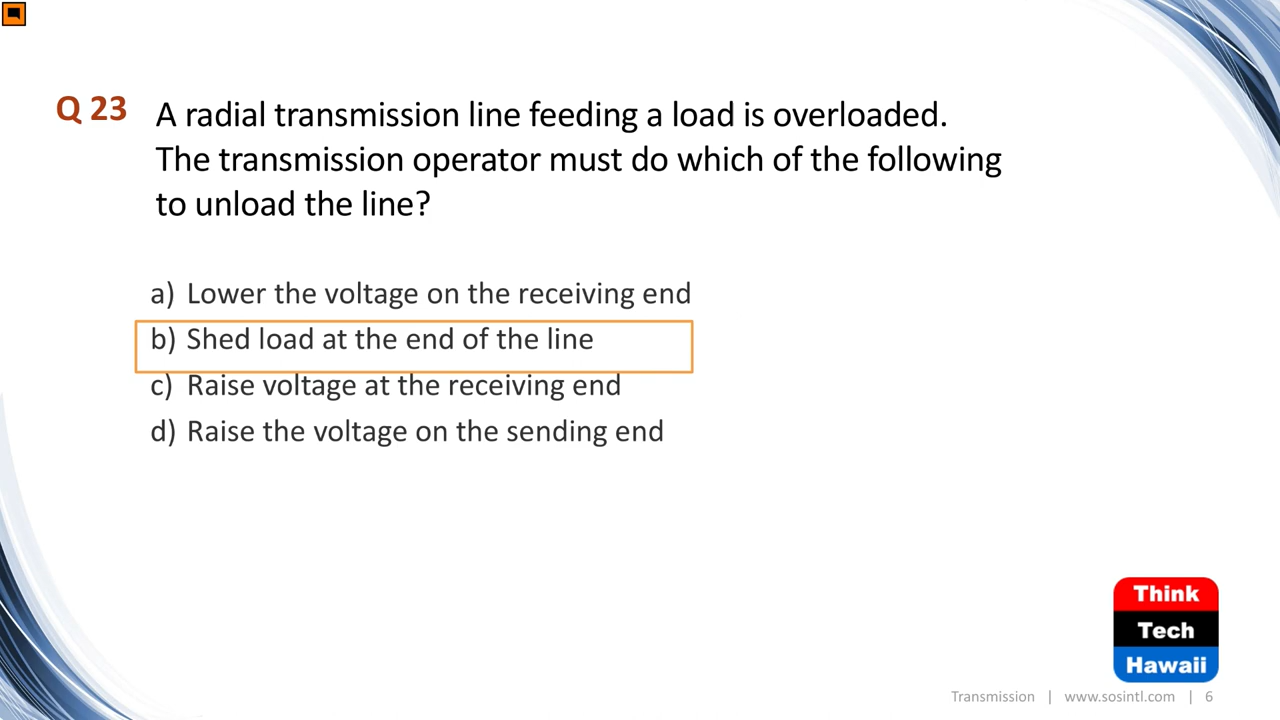 Q 23 A radial transmission line feeding a load is overloaded.
The transmission operator must do which of the following
to unload the line?
a) Lower the voltage on the receiving end
b) Shed load at the end of the line
c) Raise voltage at the receiving end
d) Raise the voltage on the sending end
Think
Tech
Hawaii
Transmission | www.sosintl.com | 6